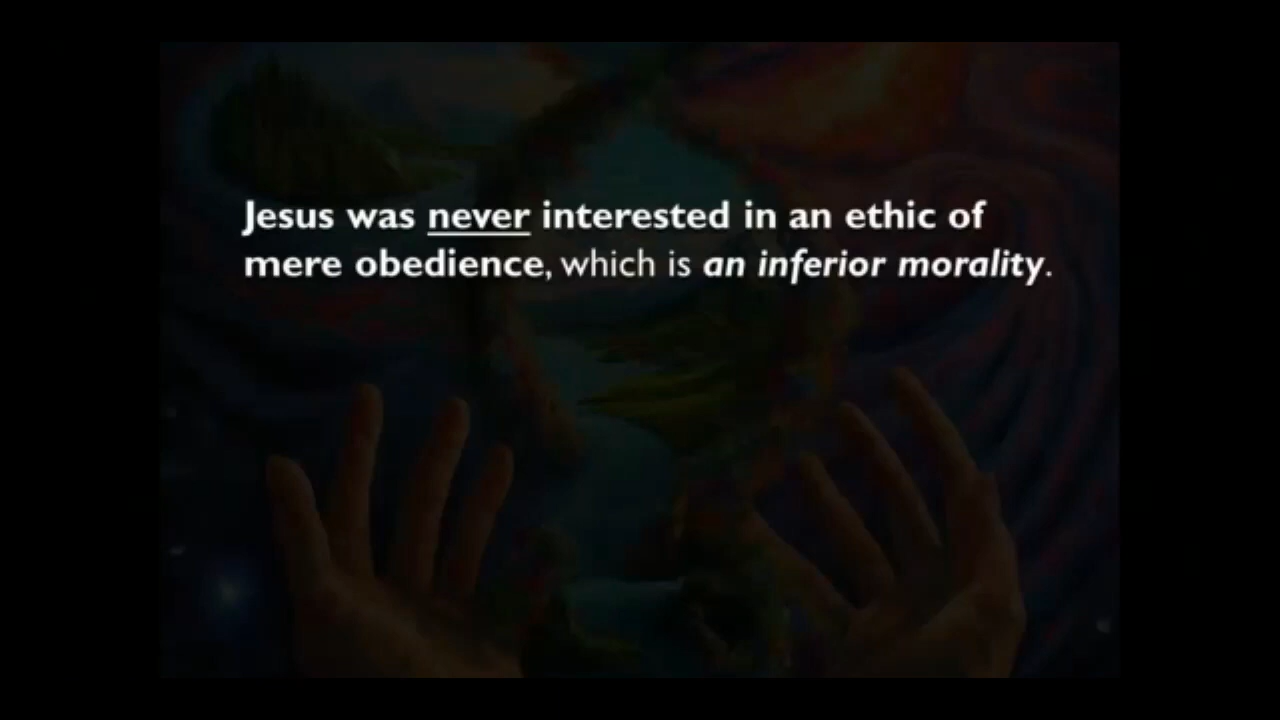 Jesus was never interested in an ethic of
mere obedience, which is an inferior morality.